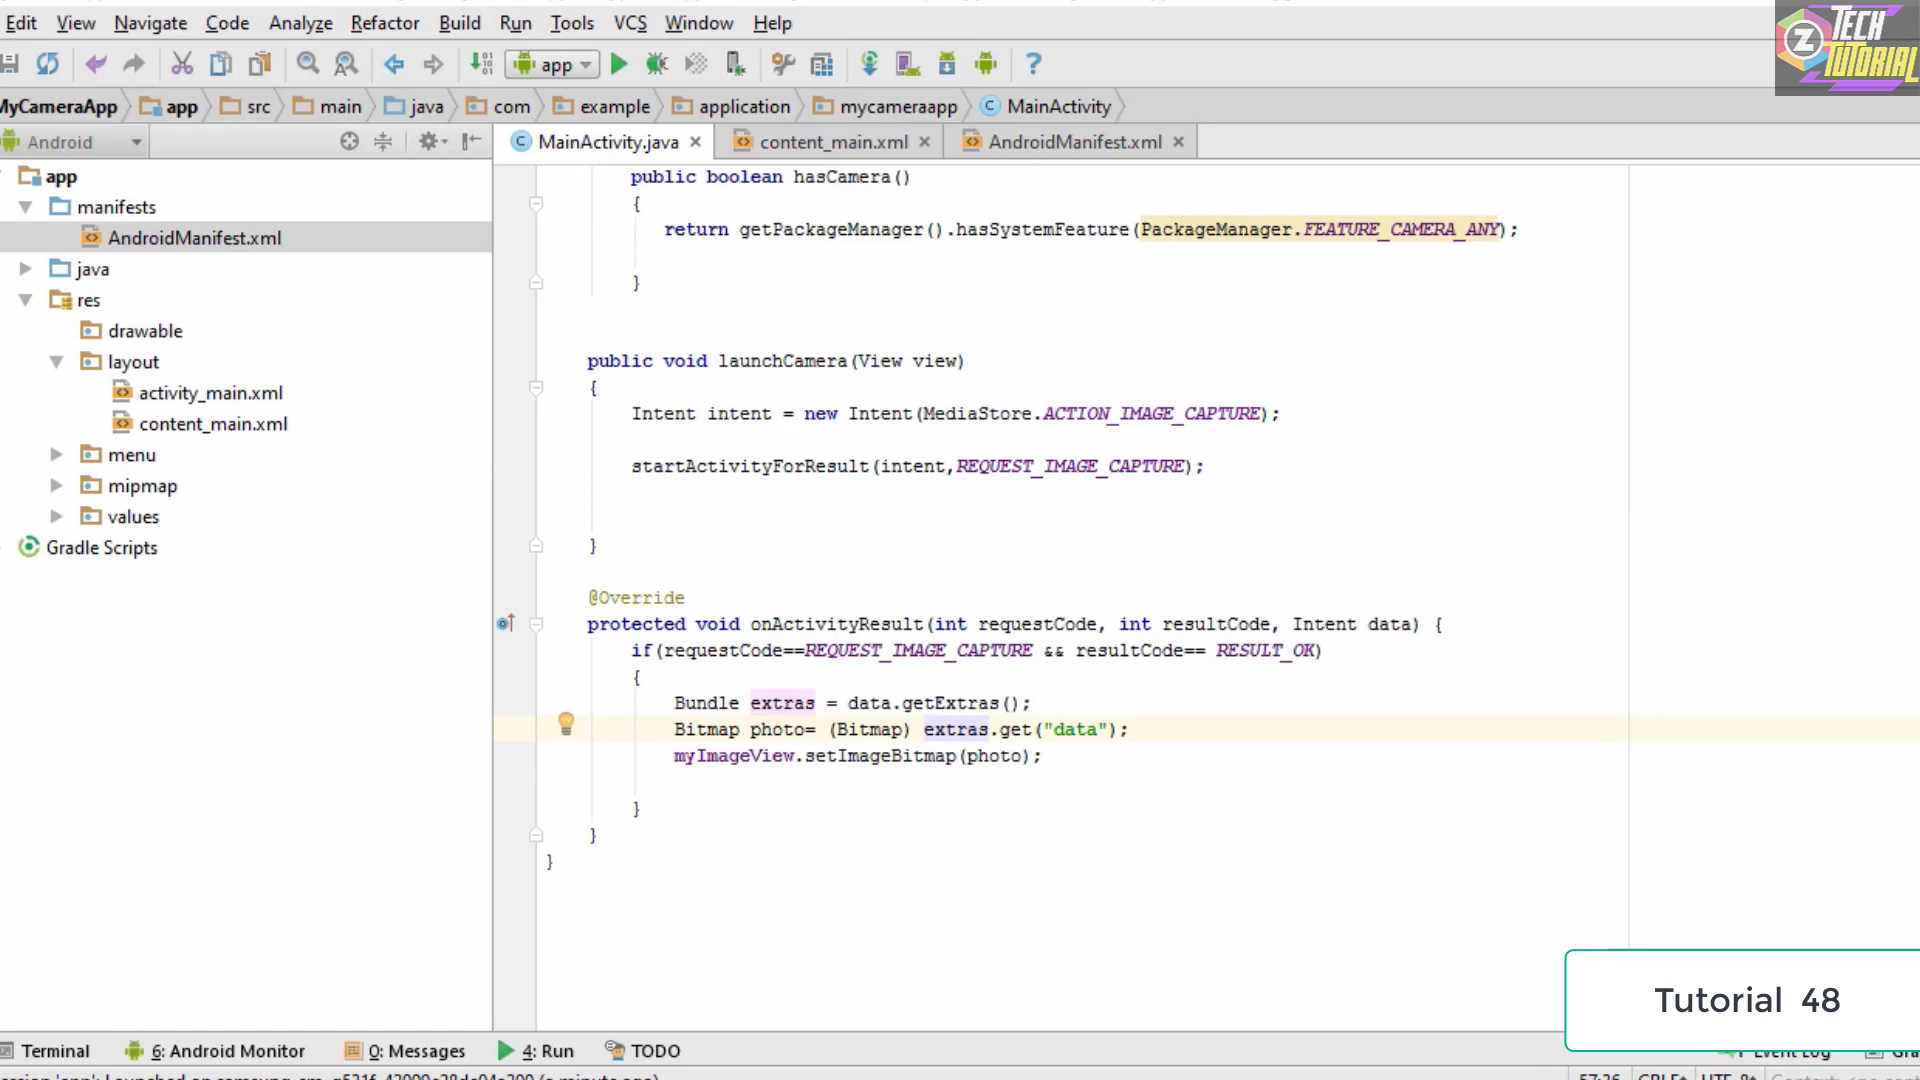 Edit View Navigate Code Analyze Refactor Build Run Tools VCS Window Help
Z TECH TUTORIAL
app
MyCameraApp app src main java com example application mycameraapp MainActivity
Android
MainActivity.java content_main.xml AndroidManifest.xml
app
manifests
AndroidManifest.xml
java
res
drawable
layout
activity_main.xml
content_main.xml
menu
mipmap
values
Gradle Scripts
public boolean hasCamera()
{
return getPackageManager().hasSystemFeature(PackageManager.FEATURE_CAMERA_ANY);
}
public void launchCamera(View view)
{
Intent intent = new Intent(MediaStore.ACTION_IMAGE_CAPTURE);
startActivityForResult(intent,REQUEST_IMAGE_CAPTURE);
}
@Override
protected void onActivityResult(int requestCode, int resultCode, Intent data) {
if(requestCode==REQUEST_IMAGE_CAPTURE && resultCode== RESULT_OK)
{
Bundle extras = data.getExtras();
Bitmap photo= (Bitmap) extras.get("data");
myImageView.setImageBitmap(photo);
}
}
}
Tutorial 48
Terminal 6: Android Monitor 0: Messages 4: Run TODO Event Log